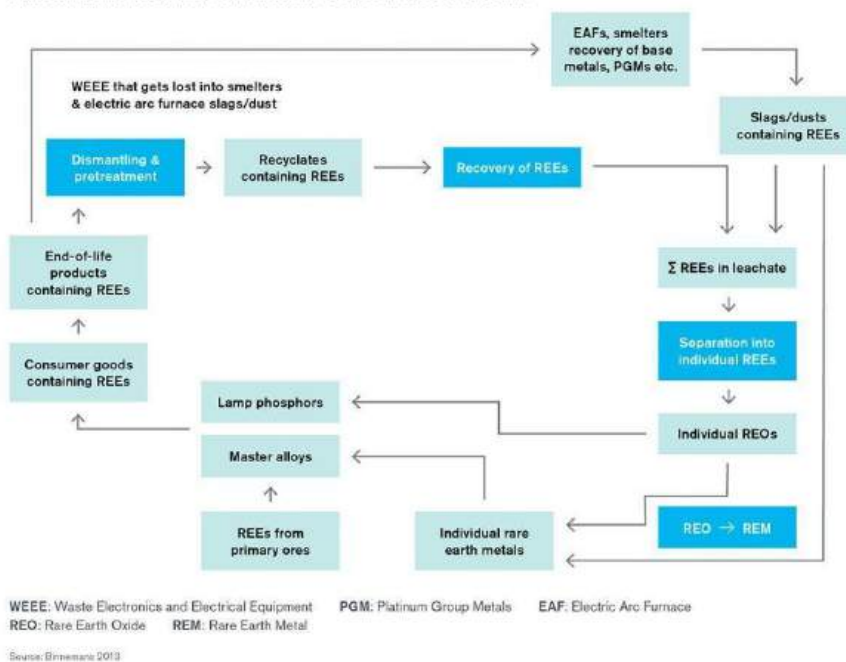 EAFs, smelters
recovery of base
metals, PGMs etc.
WEEE that gets lost into smelters
& electric arc furnace slags/dust
Slags/dusts
containing REEs
Dismantling &
pretreatment
Recyclates
containing REEs
Recovery of REEs
End-of-life
products
containing REEs
Σ REEs in leachate
Separation into
individual REEs
Consumer goods
containing REEs
Lamp phosphors
Individual REOs
Master alloys
REEs from
primary ores
Individual rare
earth metals
REO → REM
WEEE: Waste Electronics and Electrical Equipment PGM: Platinum Group Metals EAF: Electric Arc Furnace
REO: Rare Earth Oxide REM: Rare Earth Metal
Source: Binnemans 2013